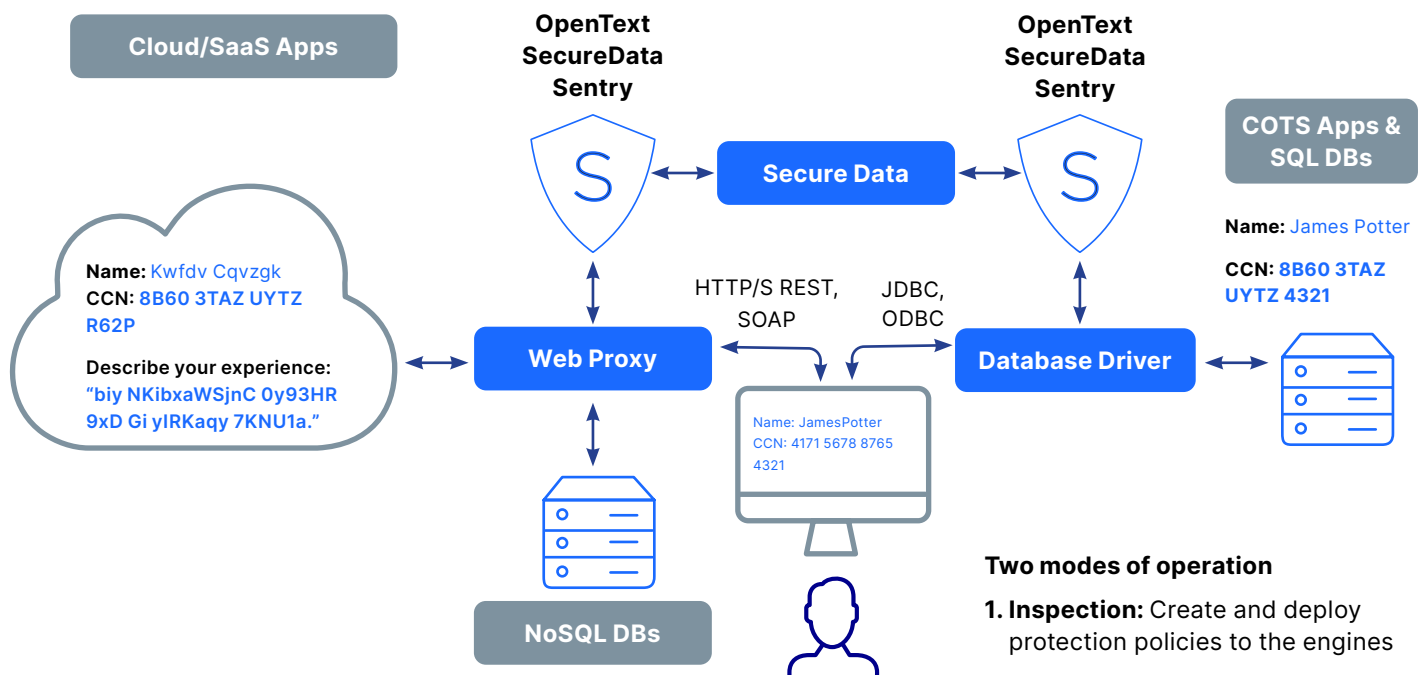 Cloud/SaaS Apps
OpenText
SecureData
Sentry
S
Secure Data
OpenText
SecureData
Sentry
S
COTS Apps &
SQL DBs
Name: James Potter
CCN: 8B60 3TAZ
UYTZ 4321
Name: Kwfdv Cqvzgk
CCN: 8B60 3TAZ UYTZ
R62P
Describe your experience:
“biy NKibxaWSjnC 0y93HR
9xD Gi yIRKaqy 7KNU1a.”
Web Proxy
HTTP/S REST,
SOAP
JDBC,
ODBC
Database Driver
Name: JamesPotter
CCN: 4171 5678 8765
4321
NoSQL DBs
Two modes of operation
1. Inspection: Create and deploy
protection policies to the engines